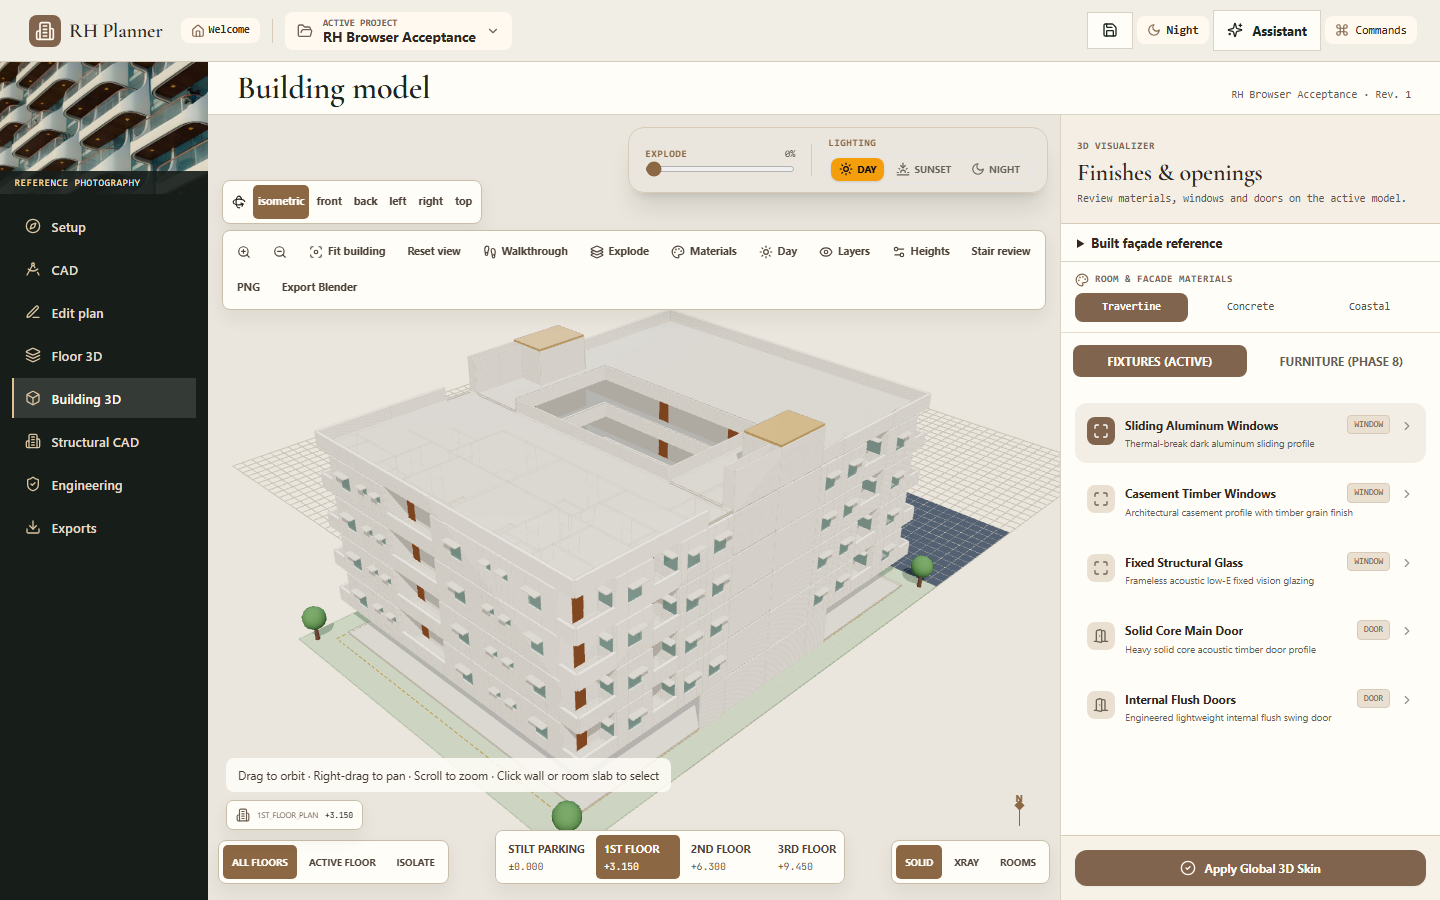 RH Planner
Welcome
ACTIVE PROJECT
RH Browser Acceptance
Night
Assistant
Commands
REFERENCE PHOTOGRAPHY
Setup
CAD
Edit plan
Floor 3D
Building 3D
Structural CAD
Engineering
Exports
Building model
RH Browser Acceptance · Rev. 1
EXPLODE 0%
LIGHTING
DAY SUNSET NIGHT
isometric front back left right top
Fit building Reset view Walkthrough Explode Materials Day Layers Heights Stair review
PNG Export Blender
Drag to orbit · Right-drag to pan · Scroll to zoom · Click wall or room slab to select
1ST_FLOOR_PLAN +3.150
N
ALL FLOORS ACTIVE FLOOR ISOLATE
STILT PARKING 1ST FLOOR 2ND FLOOR 3RD FLOOR
±0.000 +3.150 +6.300 +9.450
SOLID XRAY ROOMS
3D VISUALIZER
Finishes & openings
Review materials, windows and doors on the active model.
Built façade reference
ROOM & FACADE MATERIALS
Travertine Concrete Coastal
FIXTURES (ACTIVE) FURNITURE (PHASE 8)
Sliding Aluminum Windows WINDOW
Thermal-break dark aluminum sliding profile
Casement Timber Windows WINDOW
Architectural casement profile with timber grain finish
Fixed Structural Glass WINDOW
Frameless acoustic low-E fixed vision glazing
Solid Core Main Door DOOR
Heavy solid core acoustic timber door profile
Internal Flush Doors DOOR
Engineered lightweight internal flush swing door
Apply Global 3D Skin